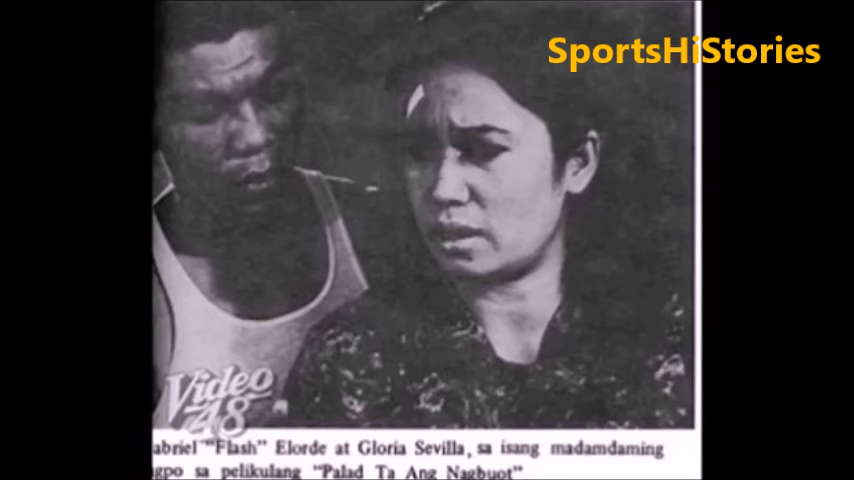 SportsHiStories
Video
48
abriel "Flash" Elorde at Gloria Sevilla, sa isang madamdaming
gpo sa pelikulang "Palad Ta Ang Nagbuot"